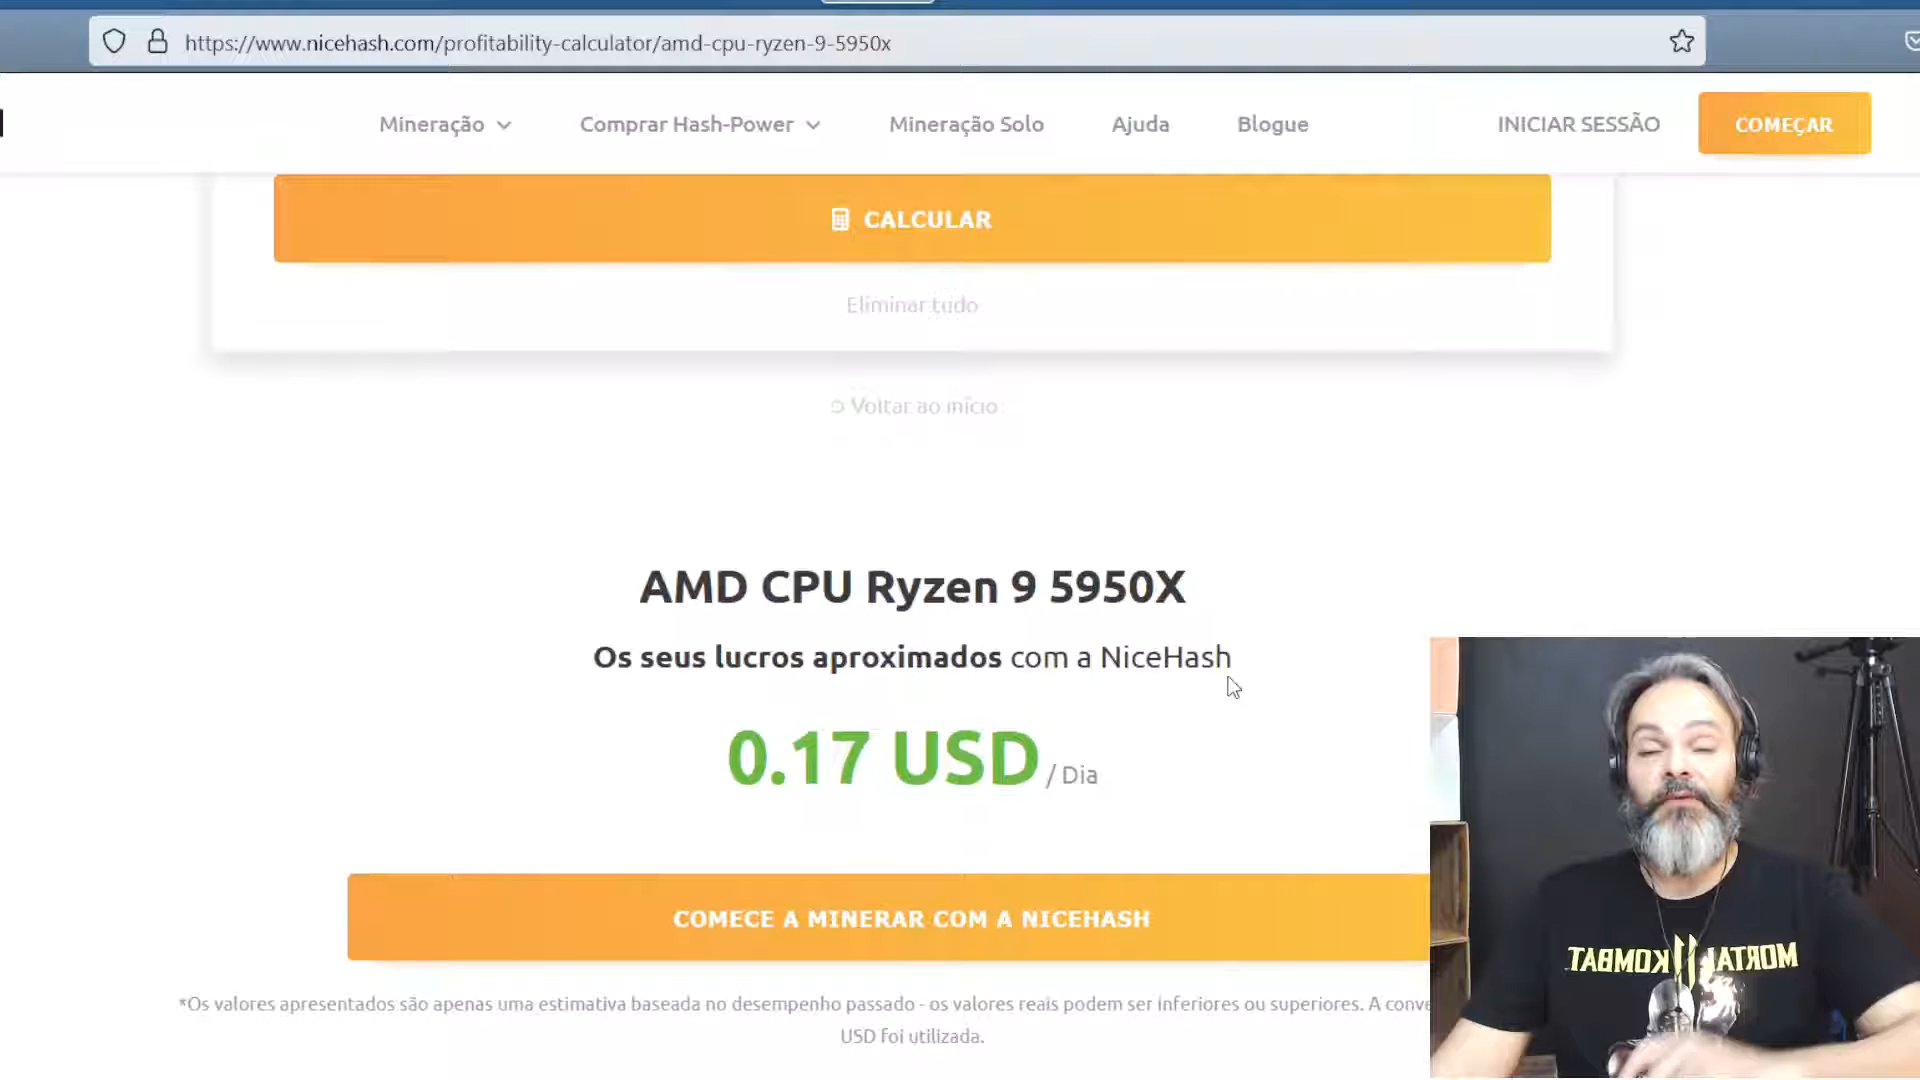 https://www.nicehash.com/profitability-calculator/amd-cpu-ryzen-9-5950x
Mineração
Comprar Hash-Power
Mineração Solo
Ajuda
Blogue
INICIAR SESSÃO
COMEÇAR
CALCULAR
Eliminar tudo
Voltar ao início
AMD CPU Ryzen 9 5950X
Os seus lucros aproximados com a NiceHash
0.17 USD / Dia
COMECE A MINERAR COM A NICEHASH
*Os valores apresentados são apenas uma estimativa baseada no desempenho passado - os valores reais podem ser inferiores ou superiores. A conve
USD foi utilizada.
MORTAL KOMBAT